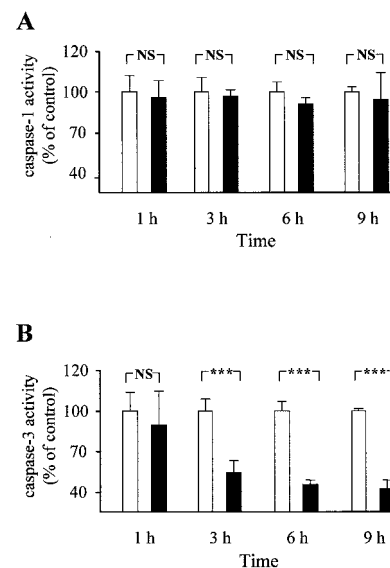 A
caspase-1 activity
(% of control)
120
100
70
40
NS
NS
NS
NS
1 h
3 h
6 h
9 h
Time
B
caspase-3 activity
(% of control)
120
100
70
40
NS
***
***
***
1 h
3 h
6 h
9 h
Time